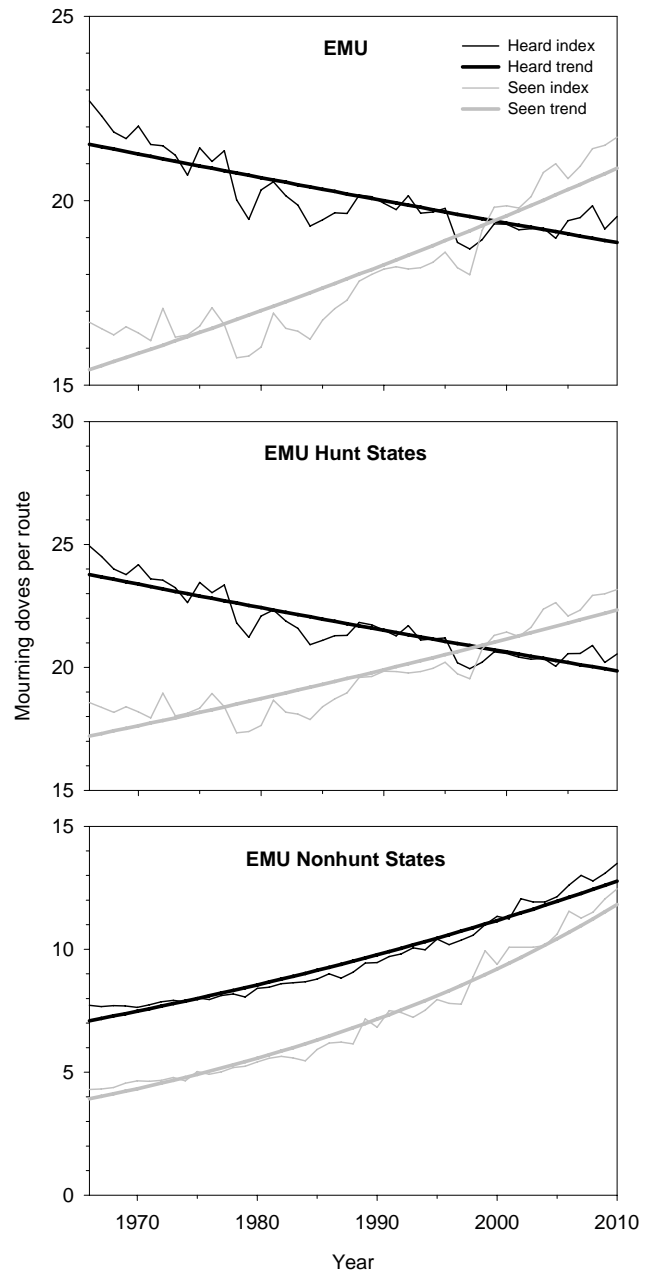 25
EMU
Heard index
Heard trend
Seen index
Seen trend
20
15
30
EMU Hunt States
25
20
15
Mourning doves per route
15
EMU Nonhunt States
10
5
0
1970 1980 1990 2000 2010
Year